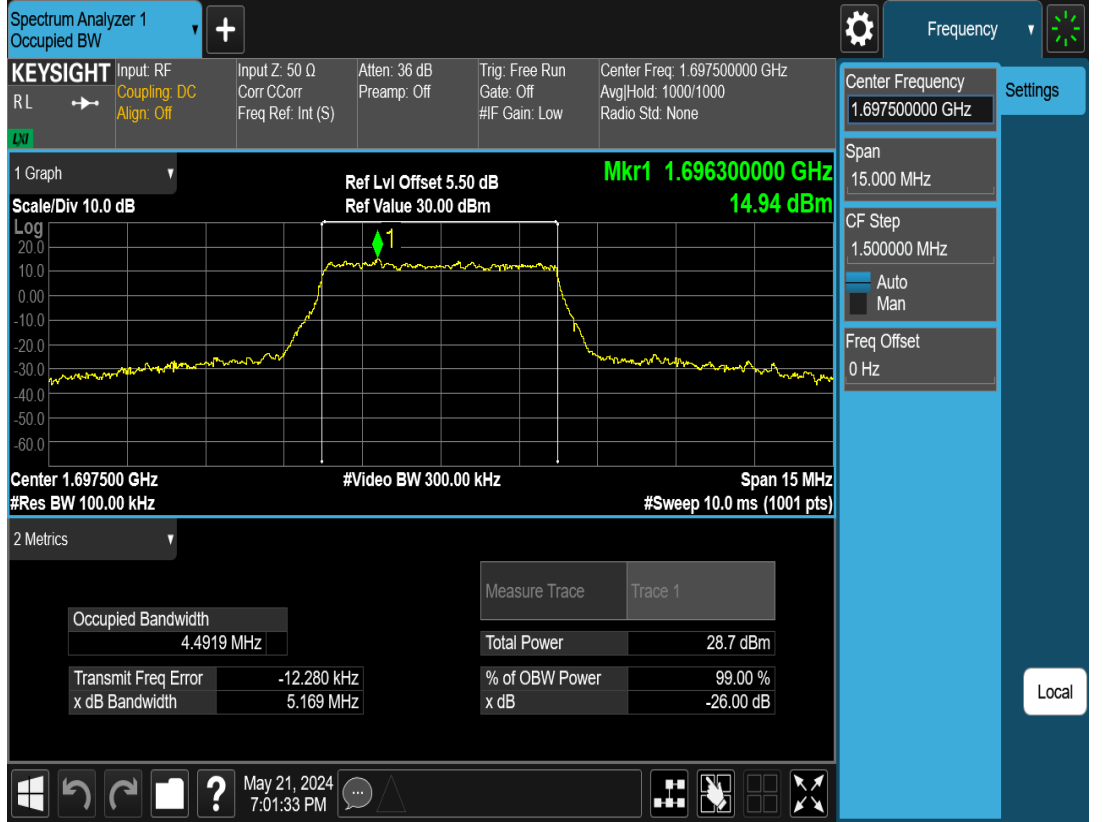 Spectrum Analyzer 1
Occupied BW
+
Frequency
KEYSIGHT
R L
LXI
Input: RF
Coupling: DC
Align: Off
Input Z: 50 Ω
Corr CCorr
Freq Ref: Int (S)
Atten: 36 dB
Preamp: Off
Trig: Free Run
Gate: Off
#IF Gain: Low
Center Freq: 1.697500000 GHz
Avg|Hold: 1000/1000
Radio Std: None
Center Frequency
1.697500000 GHz
Settings
Span
15.000 MHz
CF Step
1.500000 MHz
Auto
Man
Freq Offset
0 Hz
1 Graph
Ref Lvl Offset 5.50 dB
Mkr1 1.696300000 GHz
Scale/Div 10.0 dB
Ref Value 30.00 dBm
14.94 dBm
Log
1
20.0
10.0
0.00
-10.0
-20.0
-30.0
-40.0
-50.0
-60.0
Center 1.697500 GHz
#Video BW 300.00 kHz
Span 15 MHz
#Res BW 100.00 kHz
#Sweep 10.0 ms (1001 pts)
2 Metrics
Measure Trace
Trace 1
Occupied Bandwidth
4.4919 MHz
Total Power
28.7 dBm
Transmit Freq Error
-12.280 kHz
% of OBW Power
99.00 %
x dB Bandwidth
5.169 MHz
x dB
-26.00 dB
Local
?
May 21, 2024
7:01:33 PM